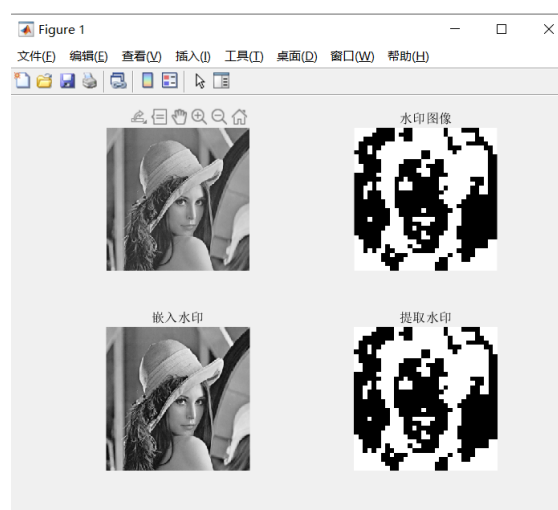 Figure 1
文件(F) 编辑(E) 查看(V) 插入(I) 工具(T) 桌面(D) 窗口(W) 帮助(H)
水印图像
嵌入水印
提取水印